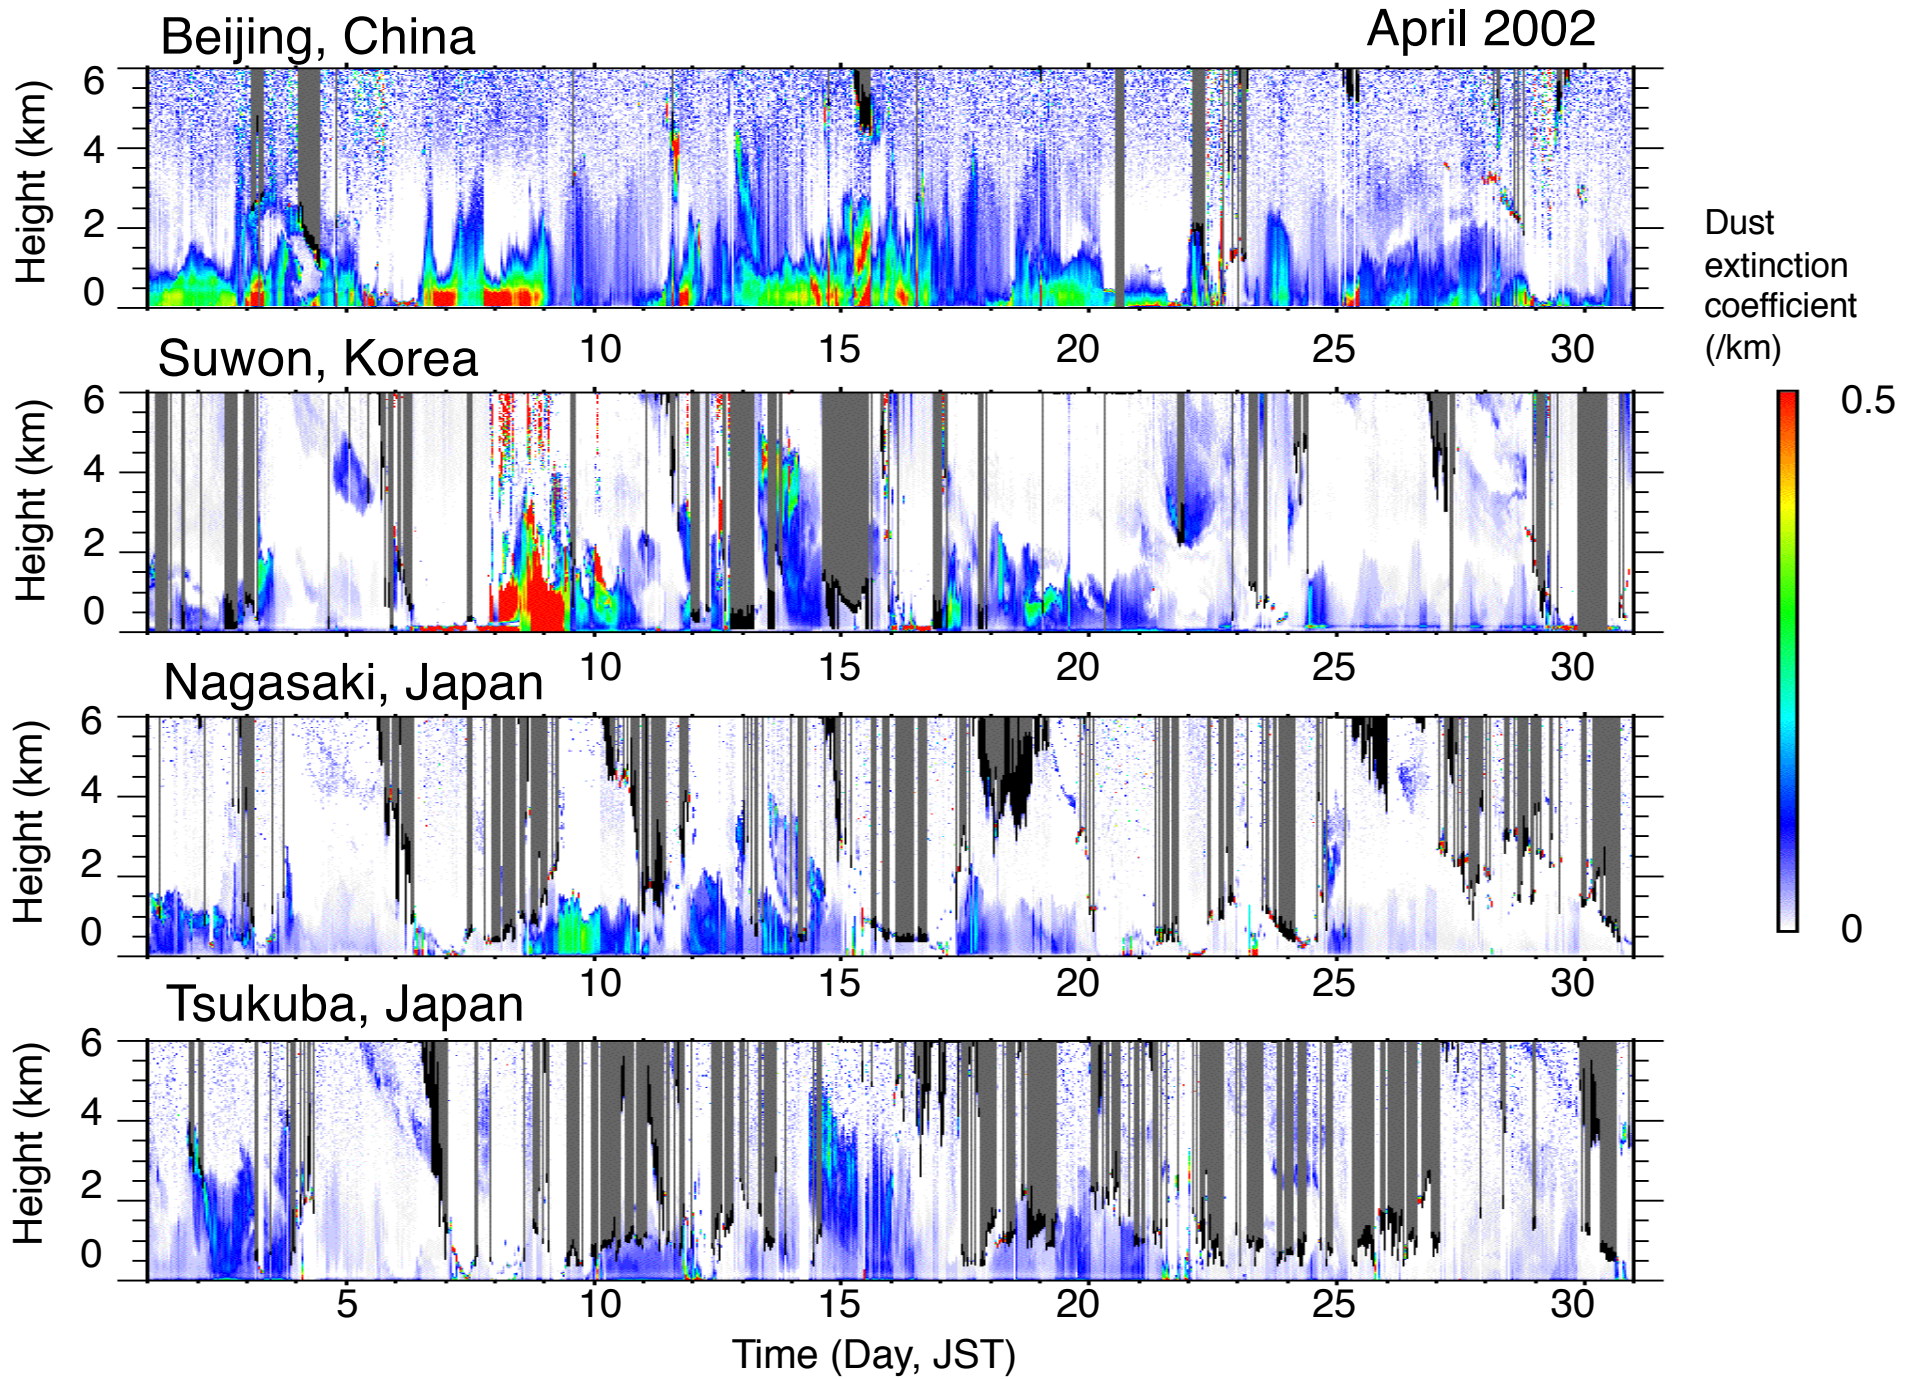 Beijing, China
April 2002
Height (km)
6
4
2
0
10
15
20
25
30
Suwon, Korea
Height (km)
6
4
2
0
10
15
20
25
30
Nagasaki, Japan
Height (km)
6
4
2
0
10
15
20
25
30
Tsukuba, Japan
Height (km)
6
4
2
0
5
10
15
20
25
30
Time (Day, JST)
Dust
extinction
coefficient
(/km)
0.5
0